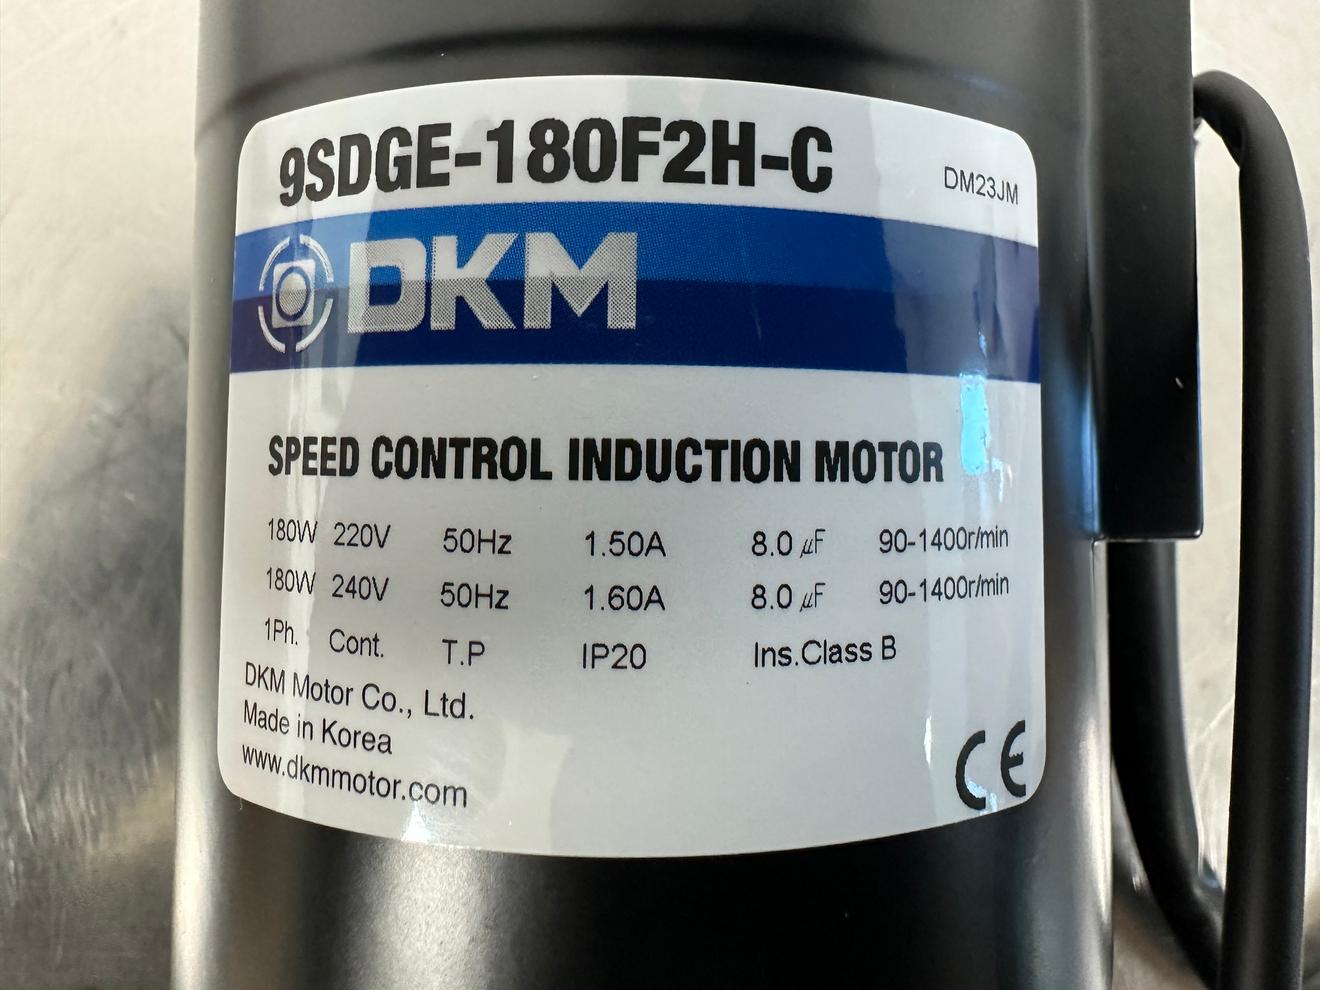 9SDGE-180F2H-C DM23JM
DKM
SPEED CONTROL INDUCTION MOTOR
180W 220V 50Hz 1.50A 8.0 μF 90-1400r/min
180W 240V 50Hz 1.60A 8.0 μF 90-1400r/min
1Ph. Cont. T.P IP20 Ins.Class B
DKM Motor Co., Ltd.
Made in Korea
www.dkmmotor.com
CE